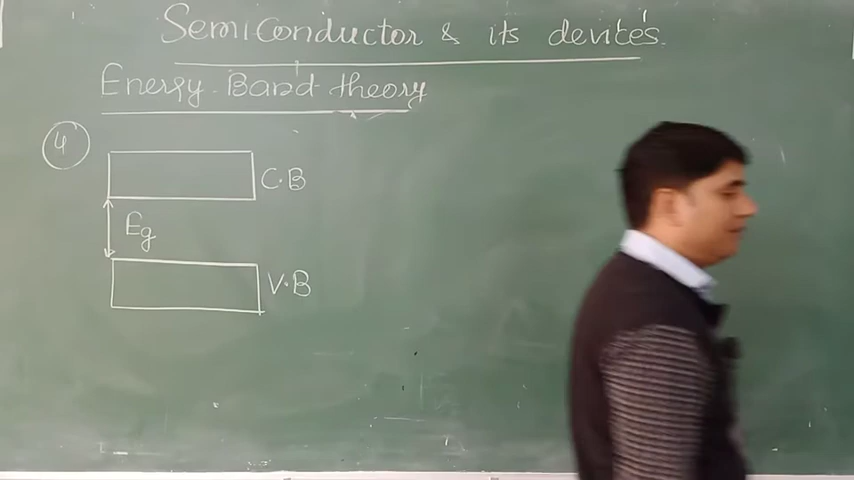 Semiconductor & its devices
Energy Band theory
4
C.B
Eg
V.B